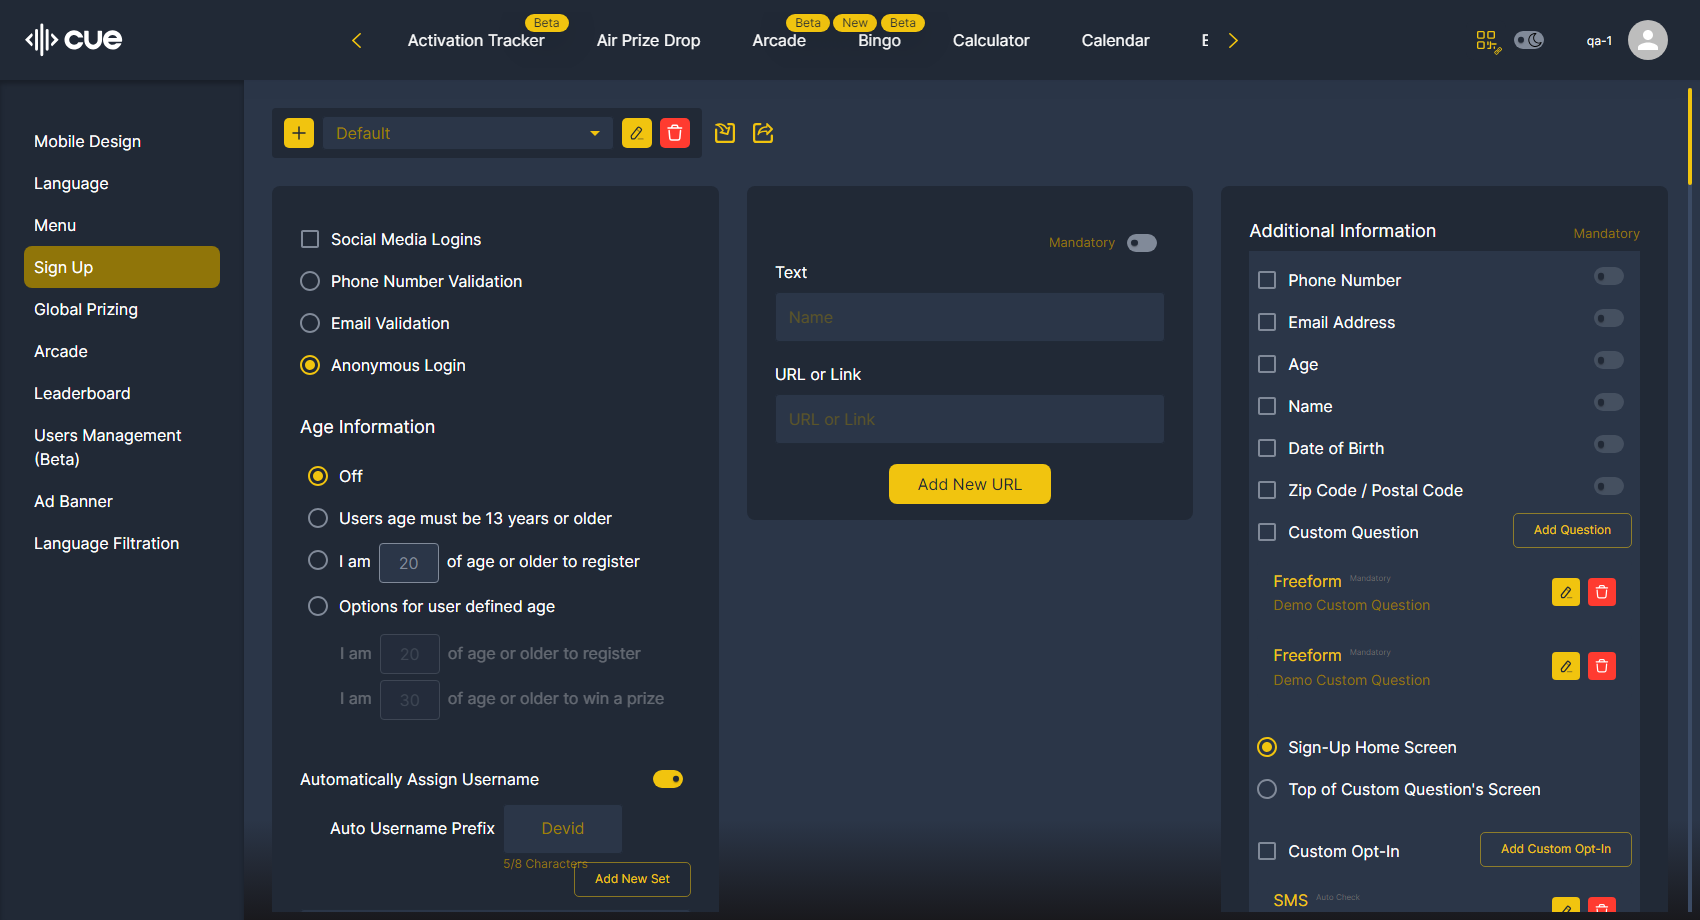 cue
Beta
Beta
New
Beta
Activation Tracker
Air Prize Drop
Arcade
Bingo
Calculator
Calendar
qa-1
Mobile Design
Language
Menu
Sign Up
Global Prizing
Arcade
Leaderboard
Users Management
(Beta)
Ad Banner
Language Filtration
Default
Social Media Logins
Phone Number Validation
Email Validation
Anonymous Login
Age Information
Off
Users age must be 13 years or older
I am 20 of age or older to register
Options for user defined age
I am 20 of age or older to register
I am 30 of age or older to win a prize
Automatically Assign Username
Auto Username Prefix Devid
5/8 Characters
Add New Set
Mandatory
Text
Name
URL or Link
URL or Link
Add New URL
Additional Information Mandatory
Phone Number
Email Address
Age
Name
Date of Birth
Zip Code / Postal Code
Custom Question Add Question
Freeform Mandatory
Demo Custom Question
Freeform Mandatory
Demo Custom Question
Sign-Up Home Screen
Top of Custom Question's Screen
Custom Opt-In Add Custom Opt-In
SMS Auto Check